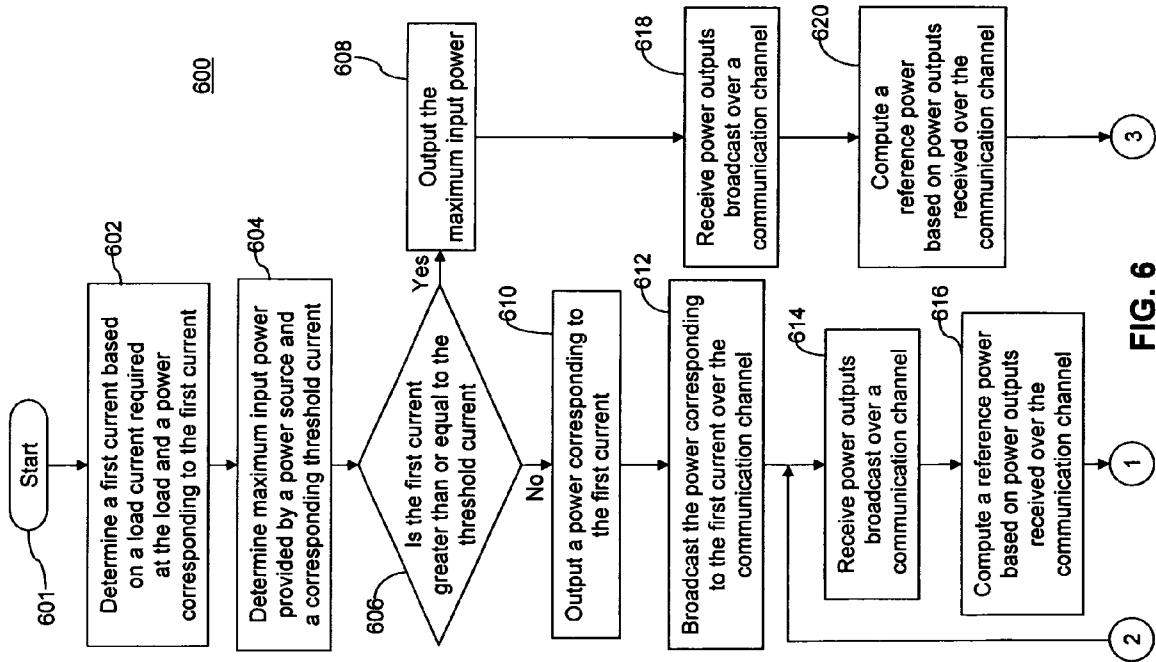 600
Start
601
Determine a first current based
on a load current required
at the load and a power
corresponding to the first current
602
Determine maximum input power
provided by a power source and
a corresponding threshold current
604
Is the first current
greater than or equal to the
threshold current
606
Yes
No
Output the
maximum input power
608
Output a power corresponding to
the first current
610
Broadcast the power corresponding
to the first current over the
communication channel
612
Receive power outputs
broadcast over a
communication channel
614
Compute a reference power
based on power outputs
received over the
communication channel
616
Receive power outputs
broadcast over a
communication channel
618
Compute a
reference power
based on power outputs
received over the
communication channel
620
2
1
3
FIG. 6